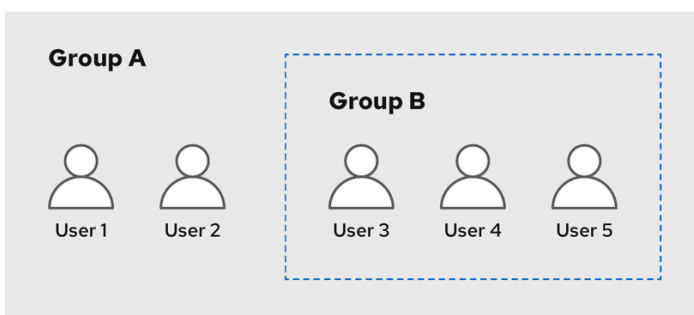 Group A
Group B
User 1
User 2
User 3
User 4
User 5